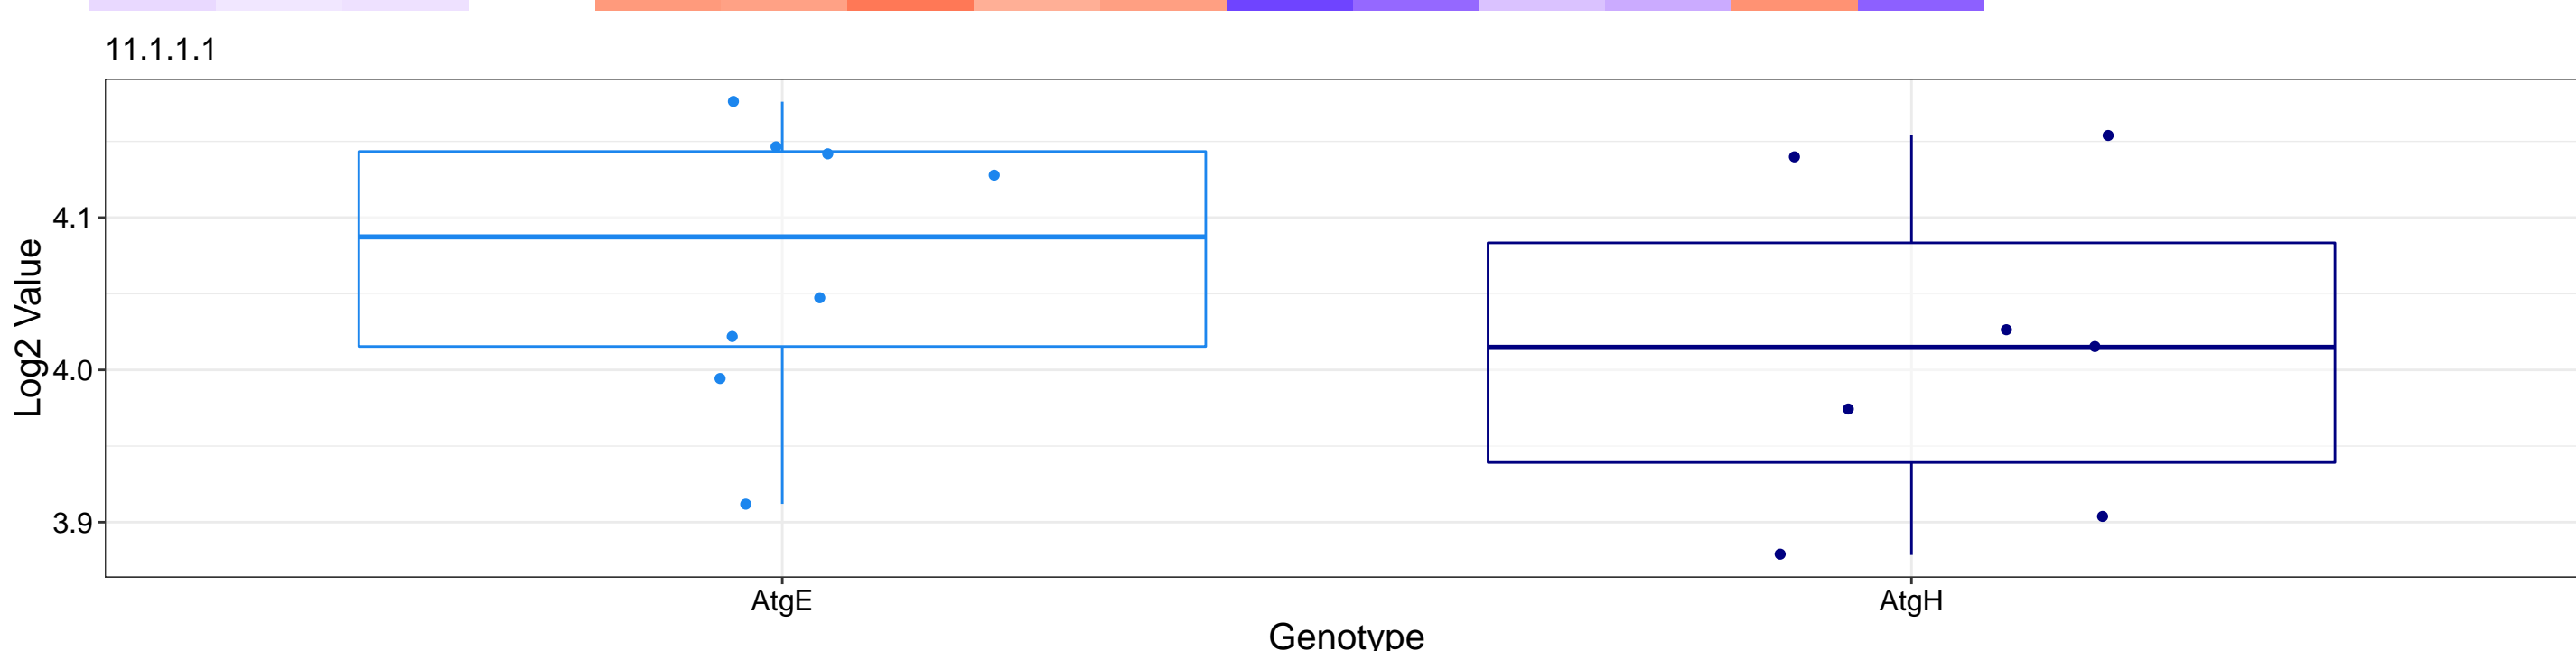 11.1.1.1
Log2 Value
4.1
4.0
3.9
AtgE
AtgH
Genotype